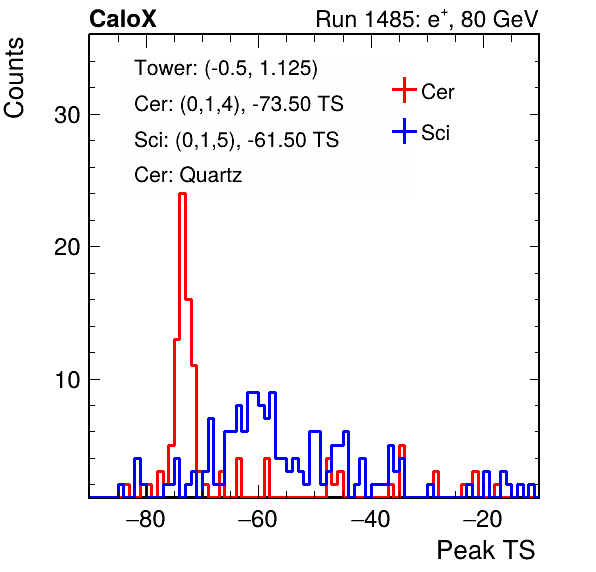 CaloX Run 1485: e⁺, 80 GeV
Counts
Tower: (-0.5, 1.125)
Cer: (0,1,4), -73.50 TS
Sci: (0,1,5), -61.50 TS
Cer: Quartz
Cer
Sci
30
20
10
−80 −60 −40 −20
Peak TS